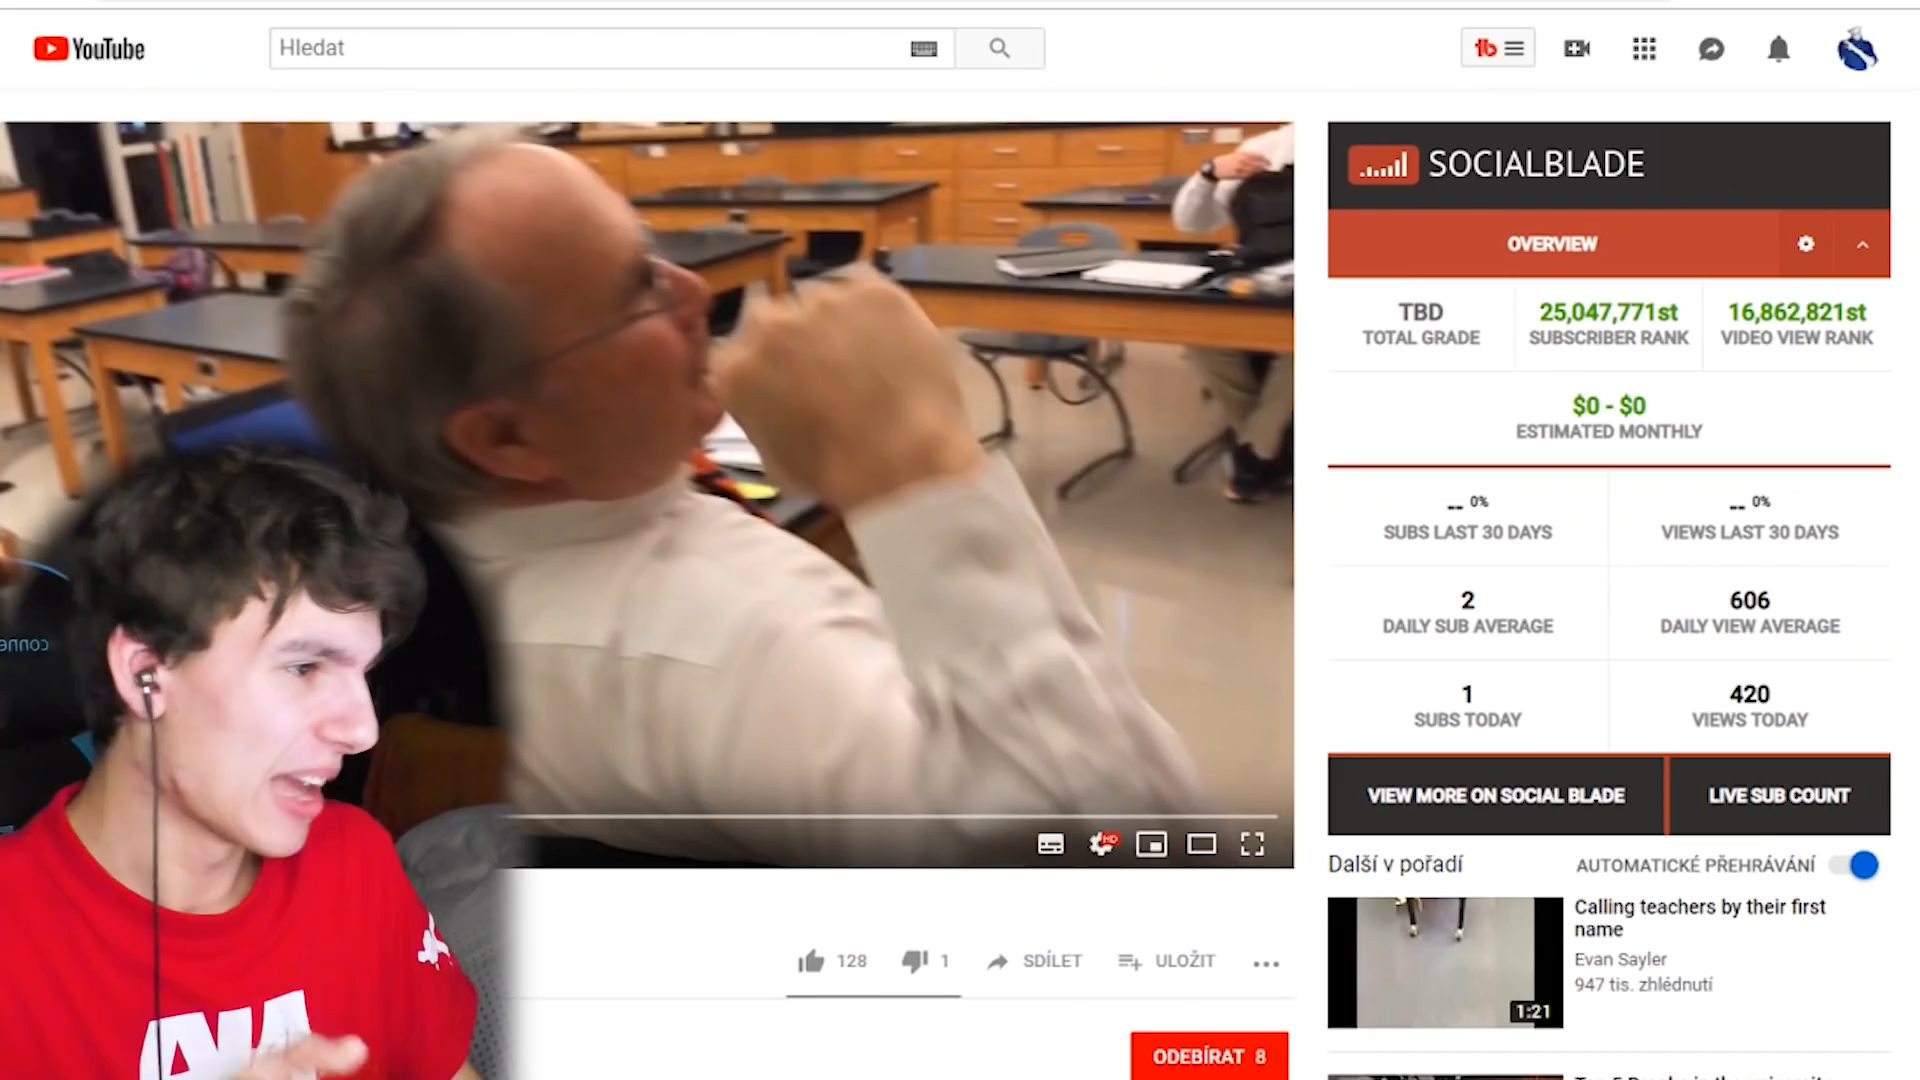 YouTube
Hledat
SOCIALBLADE
OVERVIEW
TBD
TOTAL GRADE
25,047,771st
SUBSCRIBER RANK
16,862,821st
VIDEO VIEW RANK
$0 - $0
ESTIMATED MONTHLY
-- 0%
SUBS LAST 30 DAYS
-- 0%
VIEWS LAST 30 DAYS
2
DAILY SUB AVERAGE
606
DAILY VIEW AVERAGE
1
SUBS TODAY
420
VIEWS TODAY
VIEW MORE ON SOCIAL BLADE
LIVE SUB COUNT
HD
128
1
SDÍLET
ULOŽIT
ODEBÍRAT 8
Další v pořadí
AUTOMATICKÉ PŘEHRÁVÁNÍ
Calling teachers by their first
name
Evan Sayler
947 tis. zhlédnutí
1:21